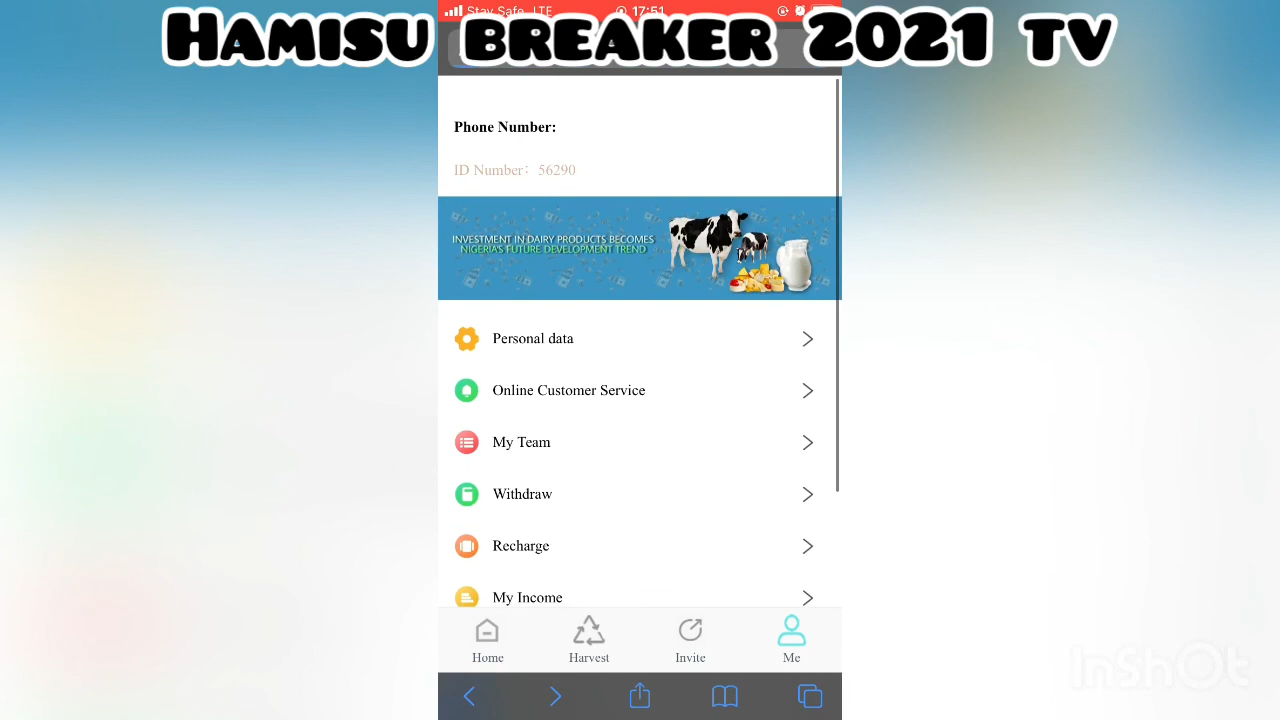 Stay Safe LTE 17:51
HAMISU BREAKER 2021 TV
Phone Number:
ID Number: 56290
INVESTMENT IN DAIRY PRODUCTS BECOMES
NIGERIA'S FUTURE DEVELOPMENT TREND
Personal data
Online Customer Service
My Team
Withdraw
Recharge
My Income
Home Harvest Invite Me
InShOt